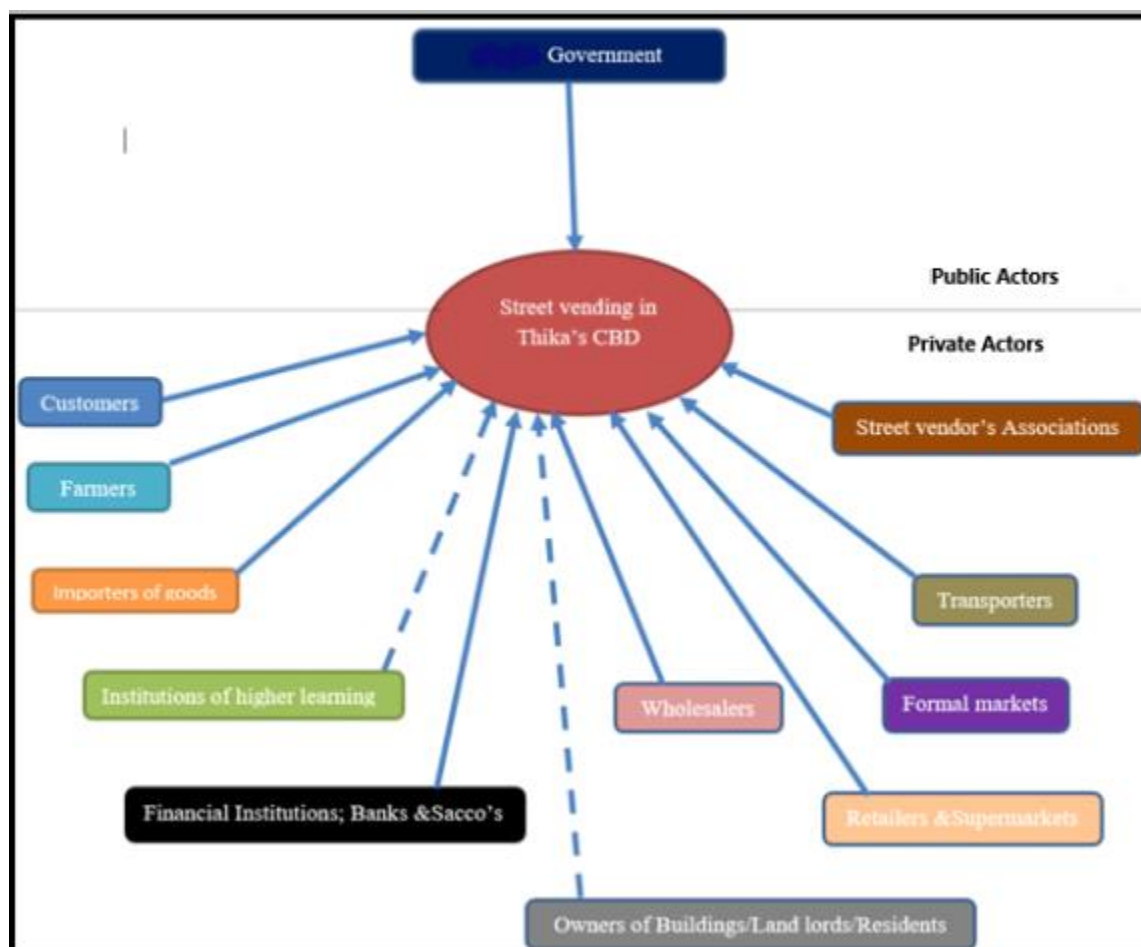 Government
Public Actors
Street vending in
Thika's CBD
Private Actors
Customers
Street vendor's Associations
Farmers
Importers of goods
Transporters
Institutions of higher learning
Wholesalers
Formal markets
Financial Institutions; Banks &Sacco's
Retailers &Supermarkets
Owners of Buildings/Land lords/Residents